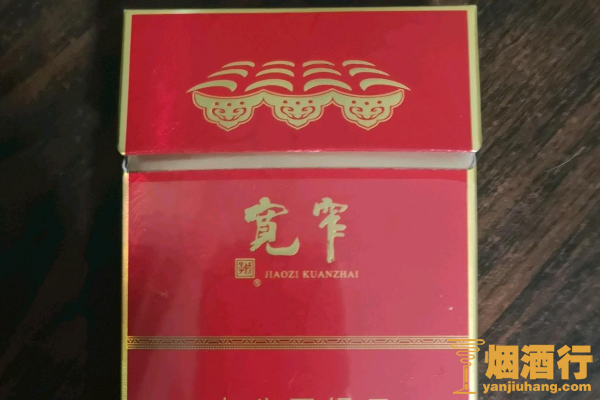 宽窄
JIAOZI KUANZHAI
®
烟酒行
yanjiuhang.com